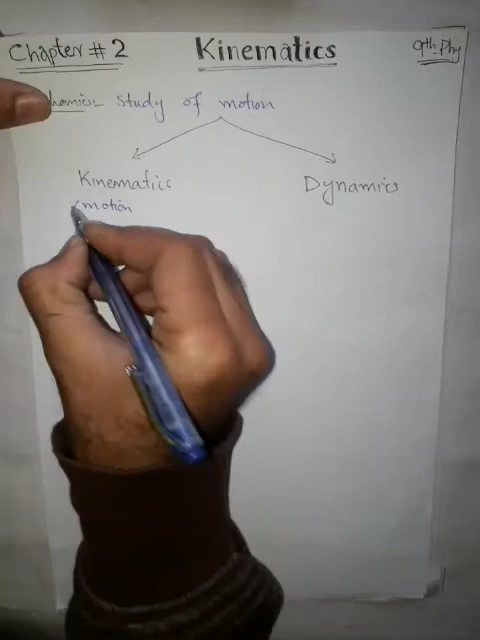 Chapter # 2 Kinematics 9th Phy
study of motion
Kinematics Dynamics
(motion